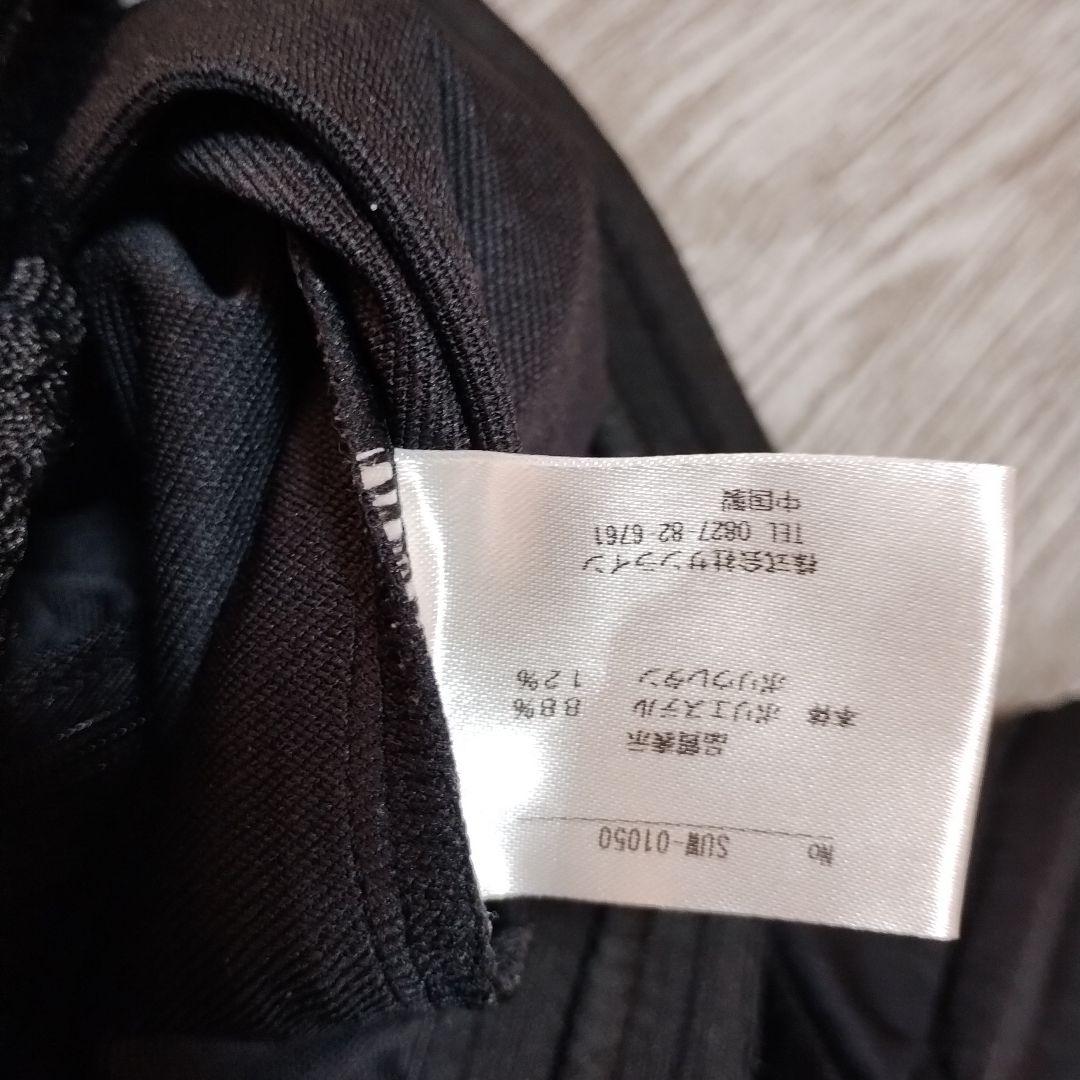 No SUW-01050
品質表示
本体 ポリエステル 88%
ポリウレタン 12%
株式会社サンライン
TEL 0827 82 6761
中国製